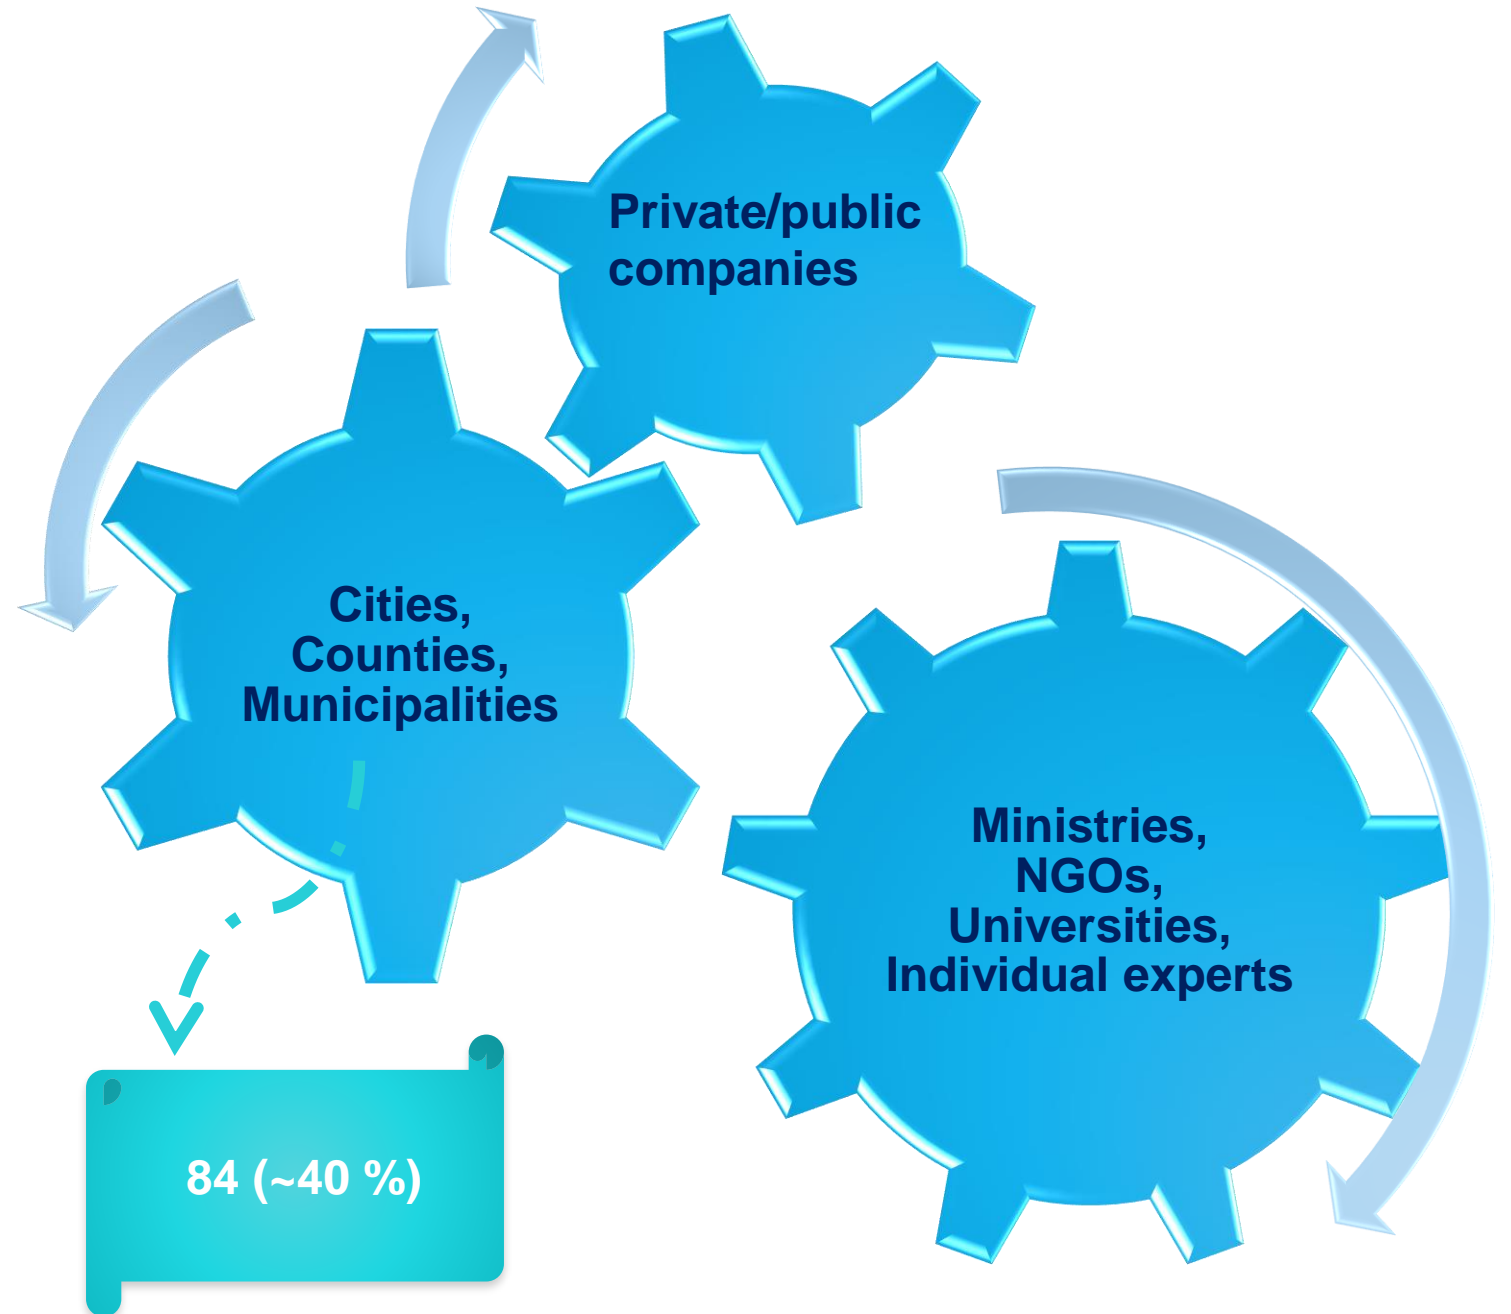 Private/public
companies
Cities,
Counties,
Municipalities
Ministries,
NGOs,
Universities,
Individual experts
84 (~40 %)